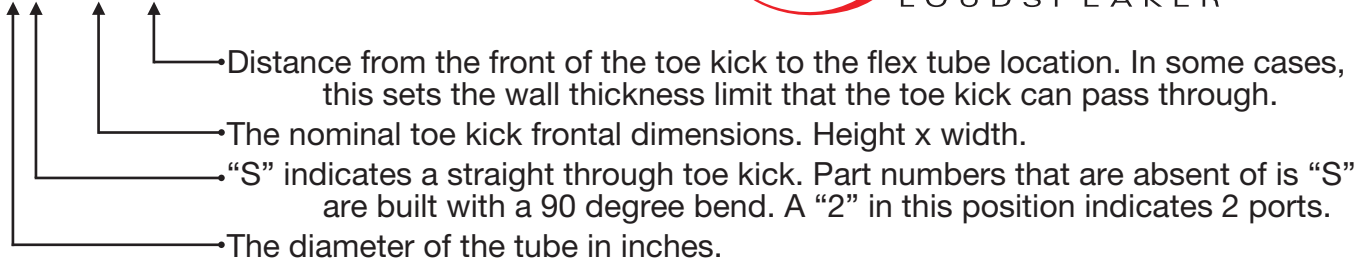 LOUDSPEAKER
Distance from the front of the toe kick to the flex tube location. In some cases,
this sets the wall thickness limit that the toe kick can pass through.
The nominal toe kick frontal dimensions. Height x width.
“S” indicates a straight through toe kick. Part numbers that are absent of is “S”
are built with a 90 degree bend. A “2” in this position indicates 2 ports.
The diameter of the tube in inches.